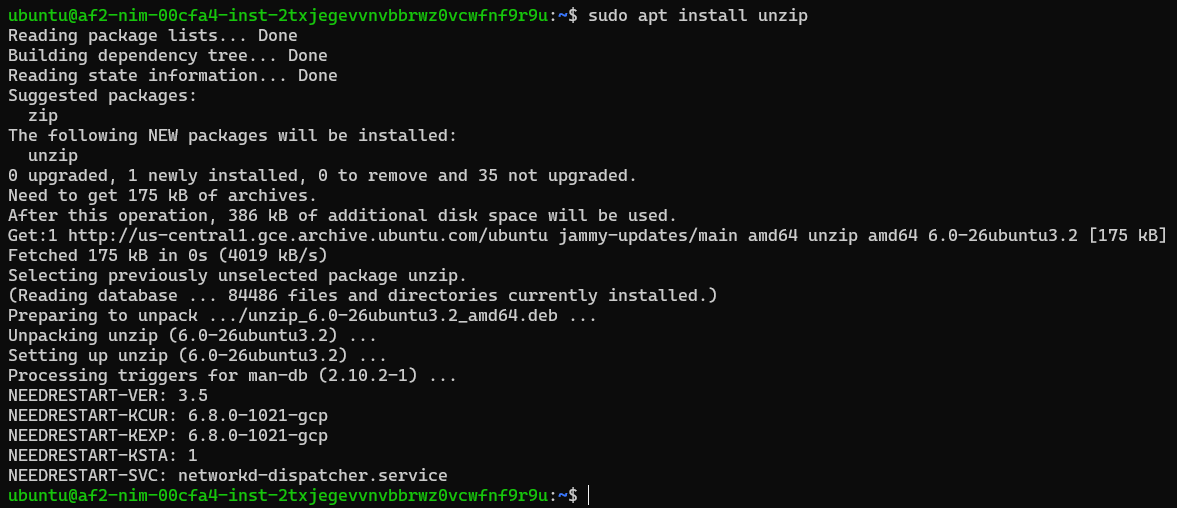 ubuntu@af2-nim-00cfa4-inst-2txjegevvnvbbrwz0vcwfnf9r9u:~$ sudo apt install unzip
Reading package lists... Done
Building dependency tree... Done
Reading state information... Done
Suggested packages:
  zip
The following NEW packages will be installed:
  unzip
0 upgraded, 1 newly installed, 0 to remove and 35 not upgraded.
Need to get 175 kB of archives.
After this operation, 386 kB of additional disk space will be used.
Get:1 http://us-central1.gce.archive.ubuntu.com/ubuntu jammy-updates/main amd64 unzip amd64 6.0-26ubuntu3.2 [175 kB]
Fetched 175 kB in 0s (4019 kB/s)
Selecting previously unselected package unzip.
(Reading database ... 84486 files and directories currently installed.)
Preparing to unpack .../unzip_6.0-26ubuntu3.2_amd64.deb ...
Unpacking unzip (6.0-26ubuntu3.2) ...
Setting up unzip (6.0-26ubuntu3.2) ...
Processing triggers for man-db (2.10.2-1) ...
NEEDRESTART-VER: 3.5
NEEDRESTART-KCUR: 6.8.0-1021-gcp
NEEDRESTART-KEXP: 6.8.0-1021-gcp
NEEDRESTART-KSTA: 1
NEEDRESTART-SVC: networkd-dispatcher.service
ubuntu@af2-nim-00cfa4-inst-2txjegevvnvbbrwz0vcwfnf9r9u:~$